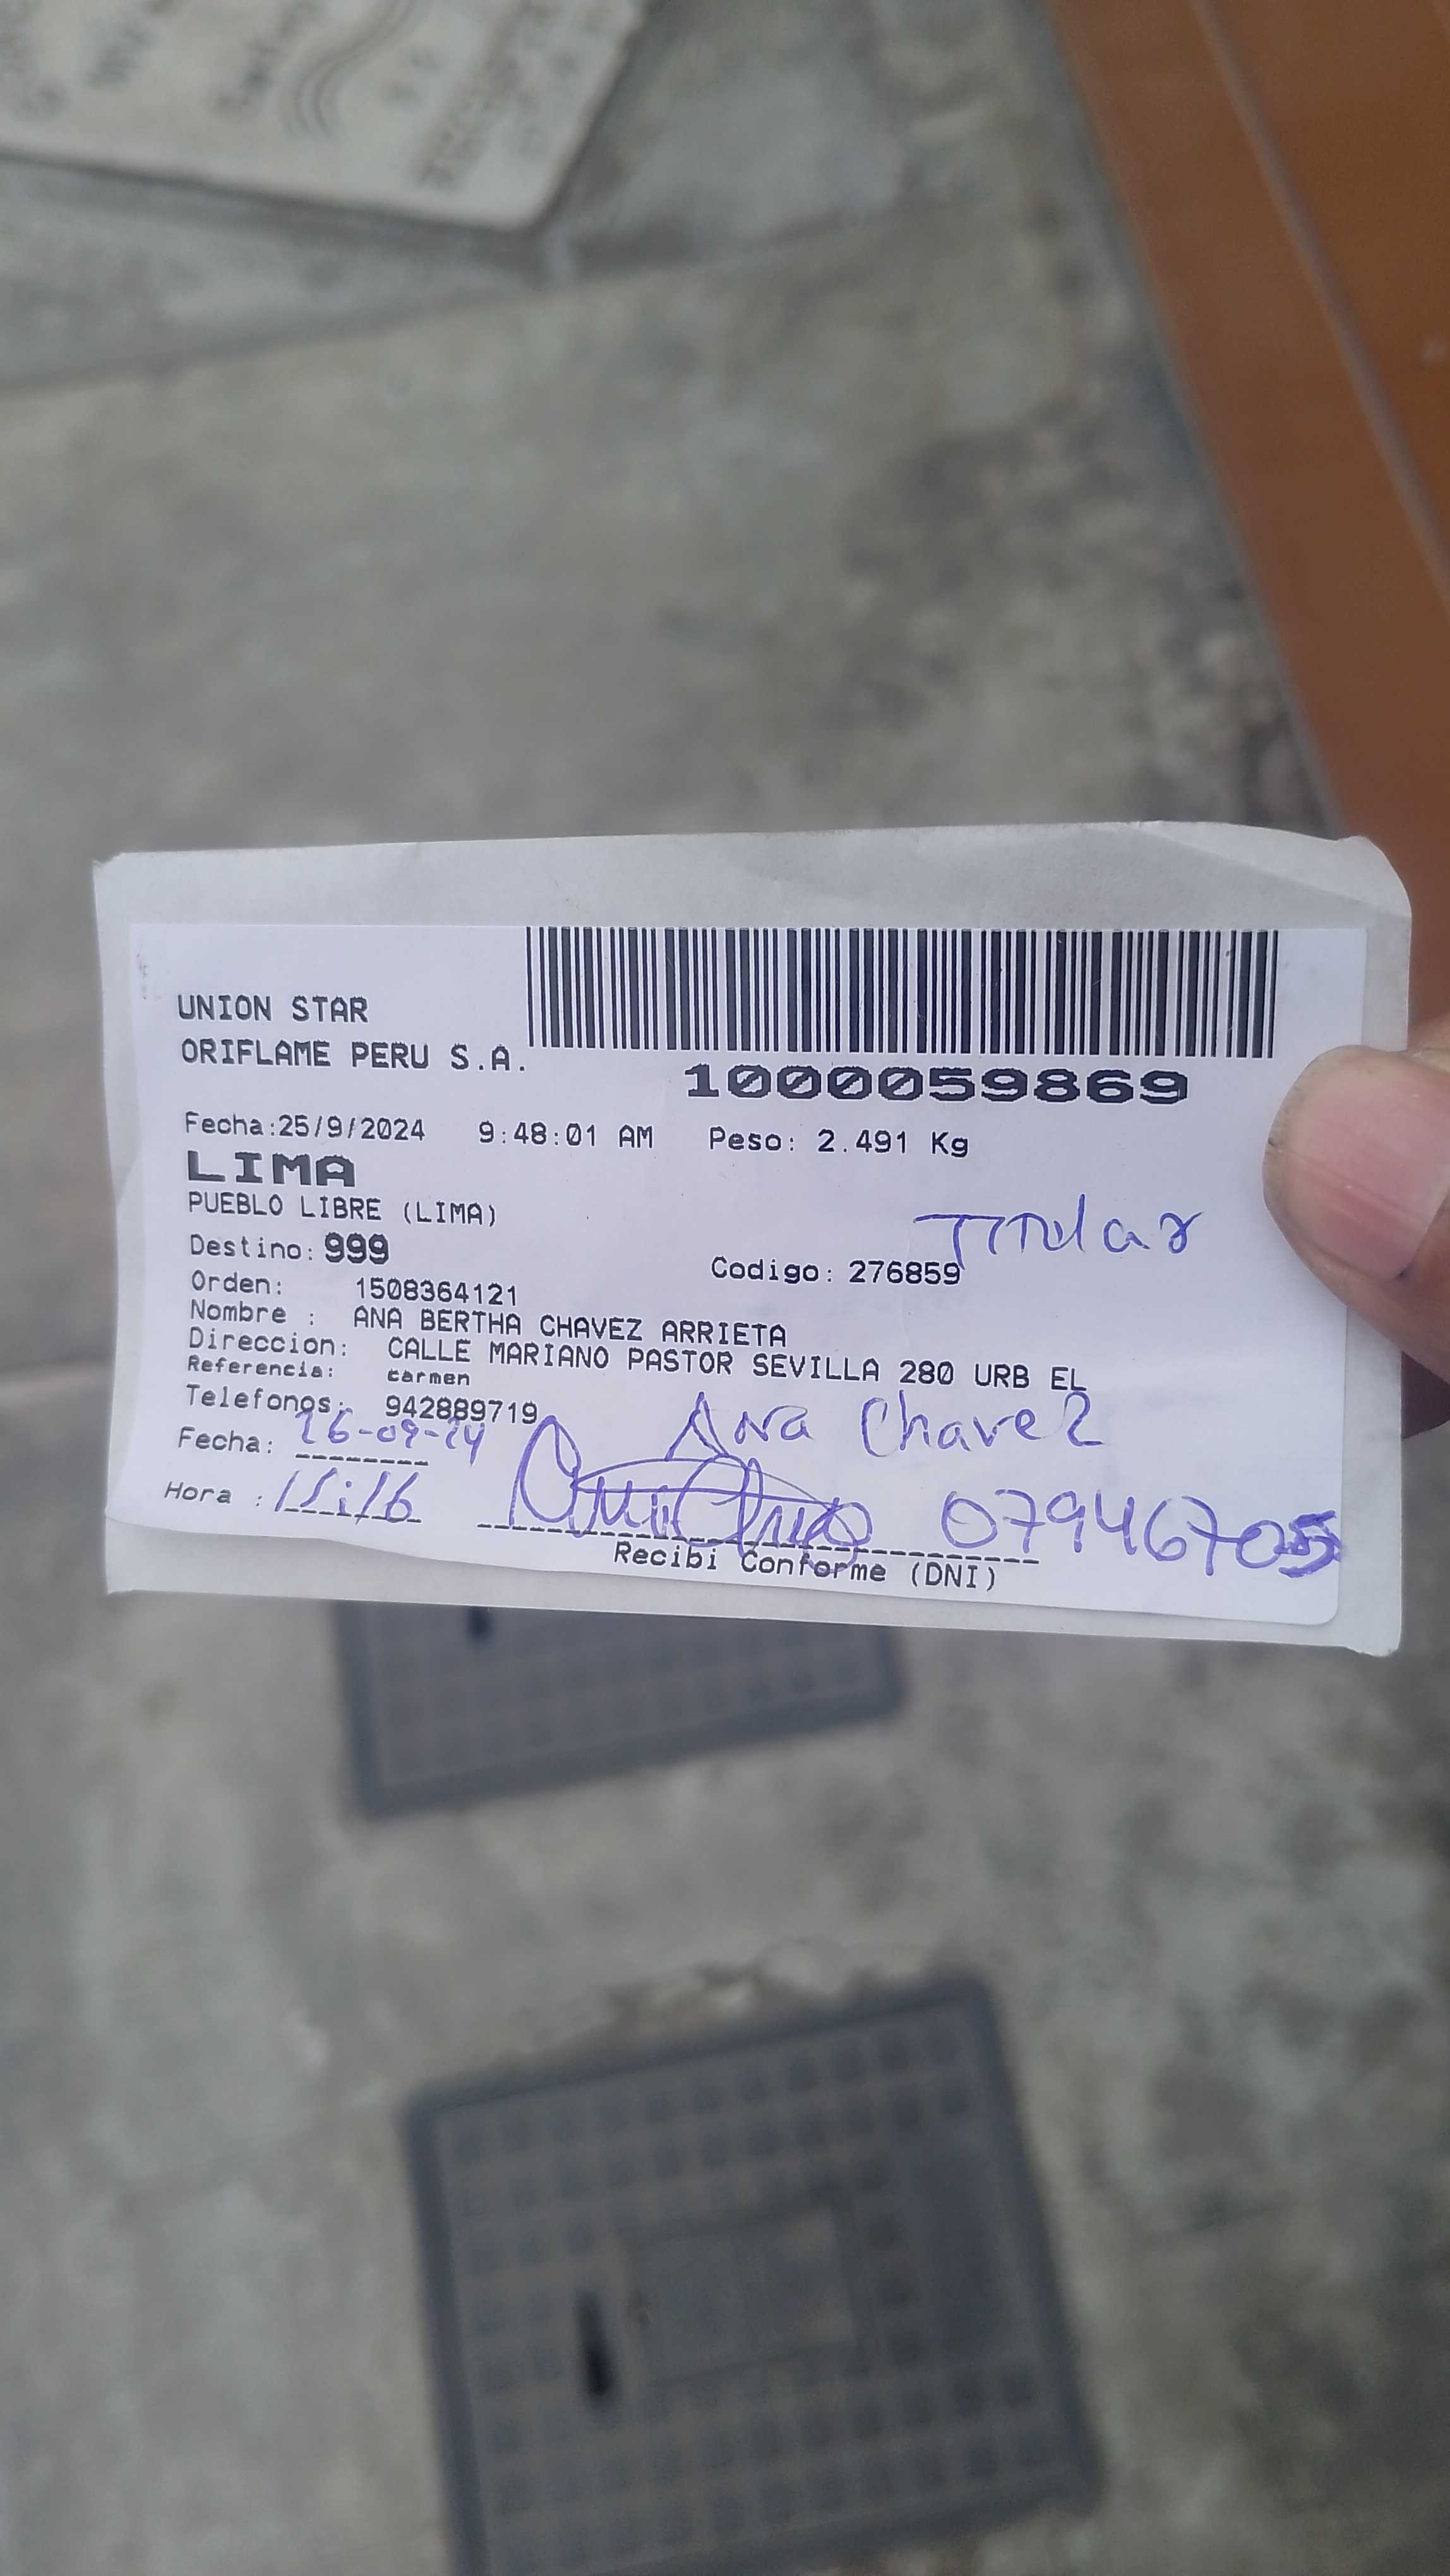 UNION STAR
ORIFLAME PERU S.A.
1000059869
Fecha:25/9/2024 9:48:01 AM Peso: 2.491 Kg
LIMA
PUEBLO LIBRE (LIMA)
Titular
Destino: 999
Codigo: 276859
Orden: 1508364121
Nombre : ANA BERTHA CHAVEZ ARRIETA
Direccion: CALLE MARIANO PASTOR SEVILLA 280 URB EL
Referencia: carmen
Telefonos: 942889719
Ana Chavez
Fecha: 26-09-24
Hora : 15:16
07946705
Recibi Conforme (DNI)